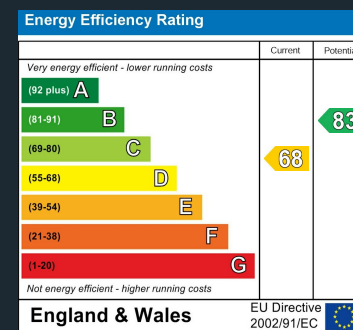 Energy Efficiency Rating
Current
Very energy efficient - lower running costs
(92 plus) A
(81-91) B
83
(69-80) C
68
(55-68) D
(39-54) E
(21-38) F
(1-20) G
Not energy efficient - higher running costs
England & Wales
EU Directive
2002/91/EC